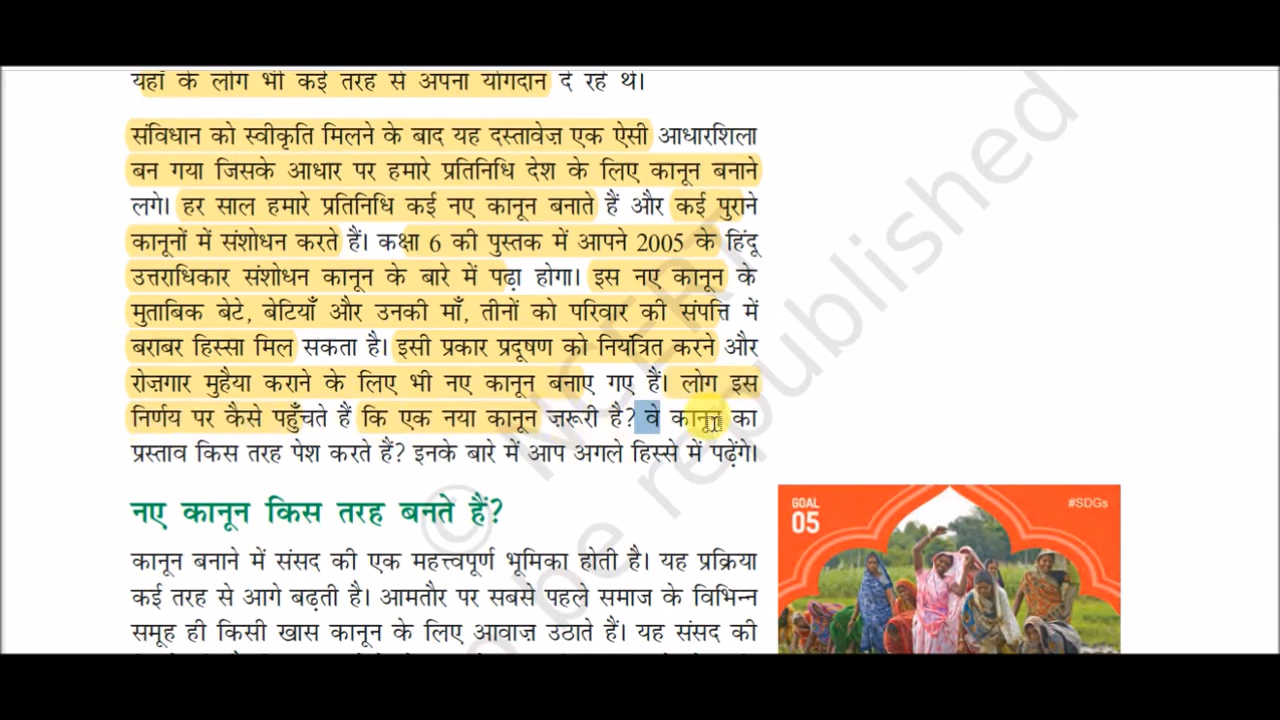 यहाँ के लोग भी कई तरह से अपना योगदान दे रहे थे।
संविधान को स्वीकृति मिलने के बाद यह दस्तावेज़ एक ऐसी आधारशिला
बन गया जिसके आधार पर हमारे प्रतिनिधि देश के लिए कानून बनाने
लगे। हर साल हमारे प्रतिनिधि कई नए कानून बनाते हैं और कई पुराने
कानूनों में संशोधन करते हैं। कक्षा 6 की पुस्तक में आपने 2005 के हिंदू
उत्तराधिकार संशोधन कानून के बारे में पढ़ा होगा। इस नए कानून के
मुताबिक बेटे, बेटियाँ और उनकी माँ, तीनों को परिवार की संपत्ति में
बराबर हिस्सा मिल सकता है। इसी प्रकार प्रदूषण को नियंत्रित करने और
रोज़गार मुहैया कराने के लिए भी नए कानून बनाए गए हैं। लोग इस
निर्णय पर कैसे पहुँचते हैं कि एक नया कानून ज़रूरी है? वे कानून का
प्रस्ताव किस तरह पेश करते हैं? इनके बारे में आप अगले हिस्से में पढ़ेंगे।
नए कानून किस तरह बनते हैं?
कानून बनाने में संसद की एक महत्त्वपूर्ण भूमिका होती है। यह प्रक्रिया
कई तरह से आगे बढ़ती है। आमतौर पर सबसे पहले समाज के विभिन्न
समूह ही किसी खास कानून के लिए आवाज़ उठाते हैं। यह संसद की
GOAL
05
#SDGs
© NCERT
be republished